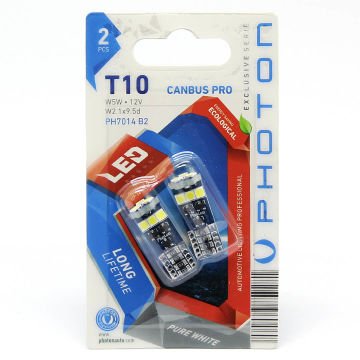 2
PCS
T10
W5W • 12V
W2.1x9.5d
PH7014 B2
CANBUS PRO
ECOLOGICAL
LED
LONG
LIFETIME
PURE WHITE
www.
photonauto.com
PHOTON
EXCLUSIVE SERIE
AUTOMOTIVE LIGHTING PROFESSIONAL